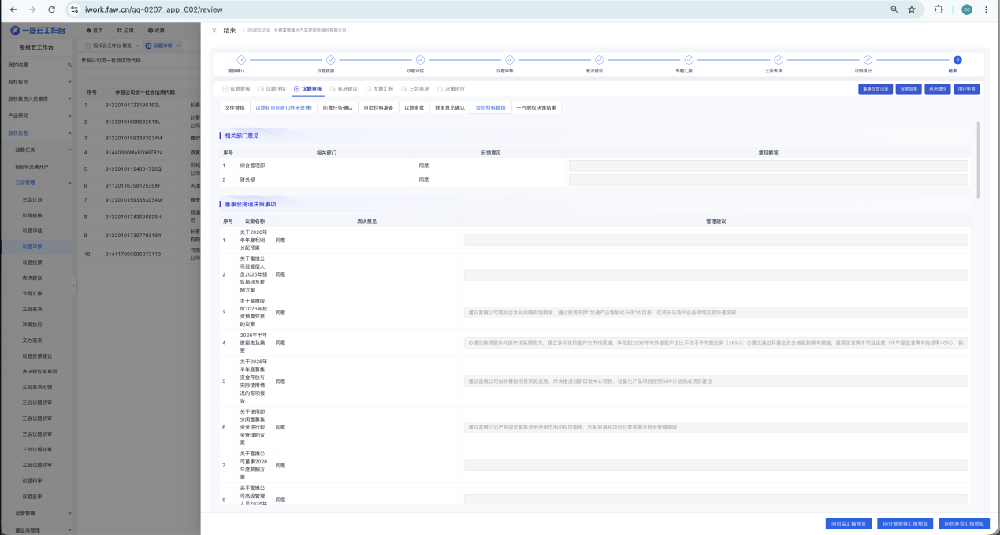 iwork.faw.cn/gq-0207_app_002/review
CC
一汽云工作台
首页
应用
收藏
股权云工作台
股权云工作台 概览 ×
议题审核 ×
我的收藏
股权投资
股权投资人员管理
产业研究
股权运营
战略任务
H股全流通开户
三会管理
三会计划
议题提报
议题评估
议题审核
议题投票
表决建议
专题汇报
三会表决
决策执行
交办落实
议题反馈建议
表决建议单审阅
三会表决反馈
三会议题初审
三会议题初审
三会议题初审
三会议题初审
三会议题初审
议题科审
议题监审
运营管理
董监高管理
参股公司统一社会信用代码
序号 参股公司统一社会信用代码
1 91220101723195163L 长春
2 91220101606092819L 长春 公司
3 91220101593383034M 鑫安
4 91440300MAEQX6T824
5 91220101124001726Q 机械 公司
6 9112011675812535XF 天津
7 91220101593383034M 鑫安
8 91220101743006825H 联通 司
9 91220101730779319R 长春 有限
10 914117005686373118 河南 公司
× 结束 | 202600268 长春富维集团汽车零部件股份有限公司
提报确认
议题提报
议题评估
议题审核
表决建议
专题汇报
三会表决
决策执行
9
结束
议题提报 议题评估 议题审核 表决建议 专题汇报 三会表决 决策执行
董事反馈记录 投票结果 表决授权 用印申请
文件替换 议题初审问答(0件未处理) 前置任务确认 审批材料准备 议题审批 联审意见确认 会后材料替换 一汽股权决策结果
相关部门意见
序号 相关部门 反馈意见 意见解答
1 综合管理部 同意
2 财务部 同意
董事会提请决策事项
序号 议案名称 表决意见 管理建议
1 关于2026年半年度利润分配预案 同意
2 关于富维公司经营层人员2026年绩效指标及薪酬方案 同意
3 关于富维股份2026年投资预算变更的议案 同意 建议富维公司要结合本轮战略规划要求，通过投资支撑"加速产业智能化升级"的目标，在成长与新兴业务领域实现快速突破
4 2026年半年度报告及摘要 同意 ①建议持续提升外部市场拓展能力，建立多元化的客户与市场渠道，争取到2026年末外部客户占比不低于半年度比例（16%）；②建议通过开展全员全域极致降本措施，提高生准降本项目进度（半年度生准降本完成率40%），保
5 关于2026年半年度募集资金存放与实际使用情况的专项报告 同意 建议富维公司加快募投项目实施进度，尽快推进创新研发中心项目、轻量化产品项目按照SOP计划完成项目建设
6 关于使用部分闲置募集资金进行现金管理的议案 同意 建议富维公司严格限定募集资金使用范围和投放期限，匹配好募投项目付款周期及现金管理期限
7 关于富维公司董事2026年度薪酬方案 同意
8 关于富维公司高级管理人员2026年 同意
向总监汇报预览 向分管领导汇报预览 向总办会汇报预览